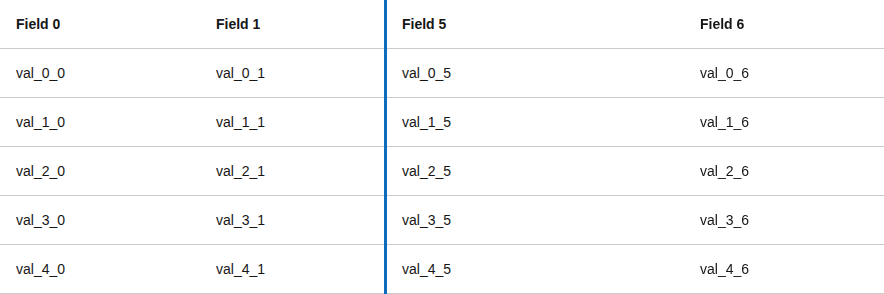 Field 0 Field 1 Field 5 Field 6
val_0_0 val_0_1 val_0_5 val_0_6
val_1_0 val_1_1 val_1_5 val_1_6
val_2_0 val_2_1 val_2_5 val_2_6
val_3_0 val_3_1 val_3_5 val_3_6
val_4_0 val_4_1 val_4_5 val_4_6